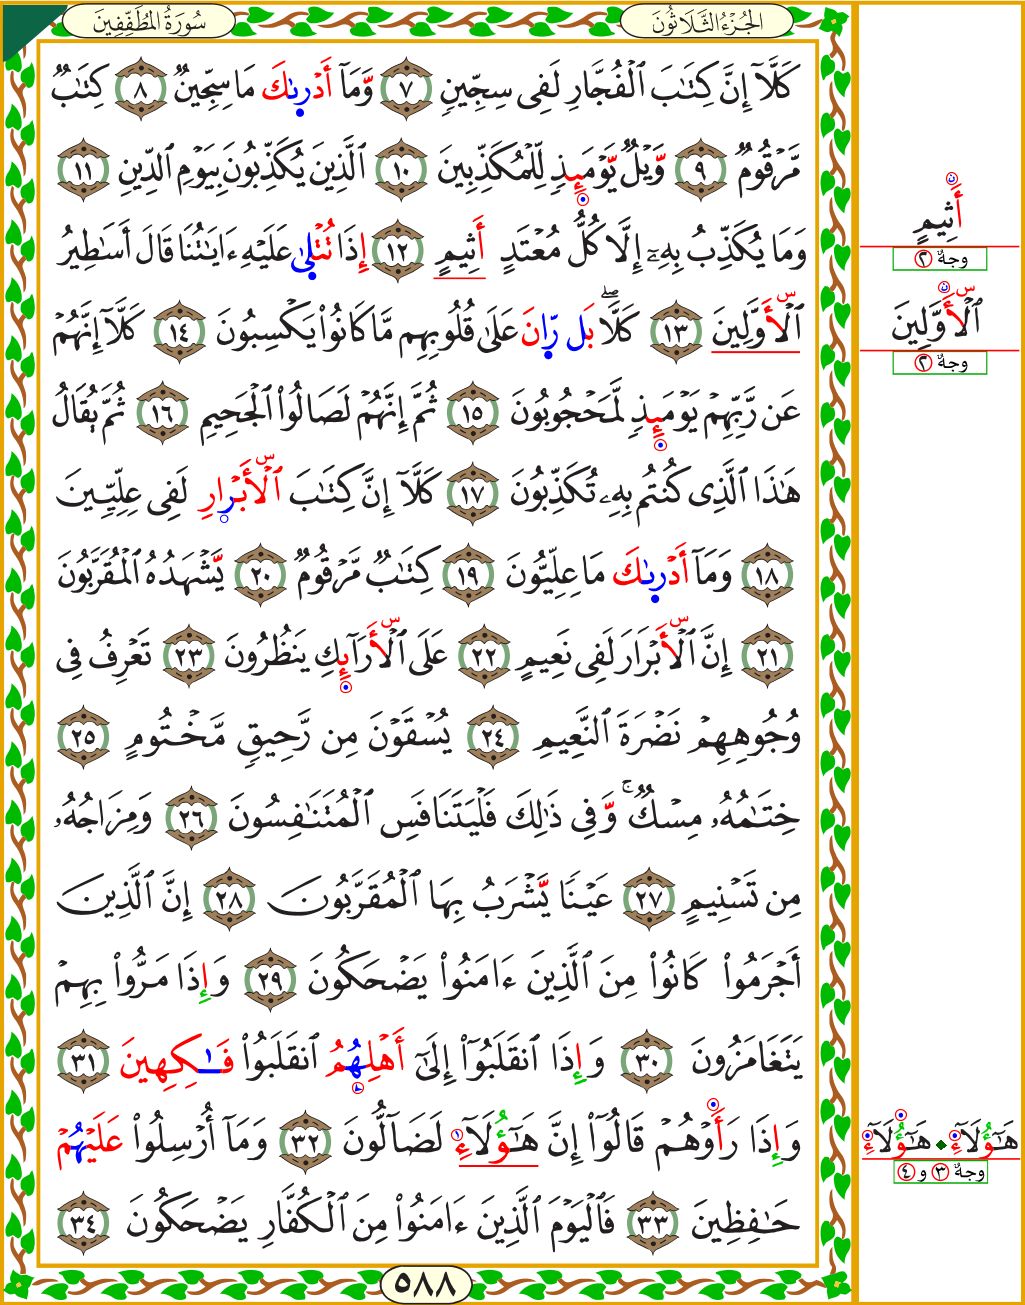 سُورَةُ المُطَفِّفِينَ
الجُزْءُ الثَّلَاثُونَ
كَلَّآ إِنَّ كِتَٰبَ ٱلْفُجَّارِ لَفِى سِجِّينٍ ٧ وَّمَآ أَدْرىٰكَ مَا سِجِّينٌ ٨ كِتَٰبٌ
مَّرْقُومٌ ٩ وَّيْلٌ يَّوْمَئِذٍ لِّلْمُكَذِّبِينَ ١٠ ٱلَّذِينَ يُكَذِّبُونَ بِيَوْمِ ٱلدِّينِ ١١
وَمَا يُكَذِّبُ بِهِۦٓ إِلَّا كُلُّ مُعْتَدٍ أَثِيمٍ ١٢ إِذَا تُتْلىٰ عَلَيْهِ ءَايَٰتُنَا قَالَ أَسَٰطِيرُ
ٱلْأَوَّلِينَ ١٣ كَلَّاۖ بَل رَّانَ عَلَىٰ قُلُوبِهِم مَّا كَانُوا۟ يَكْسِبُونَ ١٤ كَلَّآ إِنَّهُمْ
عَن رَّبِّهِمْ يَوْمَئِذٍ لَّمَحْجُوبُونَ ١٥ ثُمَّ إِنَّهُمْ لَصَالُوا۟ ٱلْجَحِيمِ ١٦ ثُمَّ يُقَالُ
هَٰذَا ٱلَّذِى كُنتُم بِهِۦ تُكَذِّبُونَ ١٧ كَلَّآ إِنَّ كِتَٰبَ ٱلْأَبْرَارِ لَفِى عِلِّيِّينَ
١٨ وَمَآ أَدْرىٰكَ مَا عِلِّيُّونَ ١٩ كِتَٰبٌ مَّرْقُومٌ ٢٠ يَّشْهَدُهُ ٱلْمُقَرَّبُونَ
٢١ إِنَّ ٱلْأَبْرَارَ لَفِى نَعِيمٍ ٢٢ عَلَى ٱلْأَرَآئِكِ يَنظُرُونَ ٢٣ تَعْرِفُ فِى
وُجُوهِهِمْ نَضْرَةَ ٱلنَّعِيمِ ٢٤ يُسْقَوْنَ مِن رَّحِيقٍ مَّخْتُومٍ ٢٥
خِتَٰمُهُۥ مِسْكٌۚ وَّفِى ذَٰلِكَ فَلْيَتَنَافَسِ ٱلْمُتَنَٰفِسُونَ ٢٦ وَمِزَاجُهُۥ
مِن تَسْنِيمٍ ٢٧ عَيْنًا يَّشْرَبُ بِهَا ٱلْمُقَرَّبُونَ ٢٨ إِنَّ ٱلَّذِينَ
أَجْرَمُوا۟ كَانُوا۟ مِنَ ٱلَّذِينَ ءَامَنُوا۟ يَضْحَكُونَ ٢٩ وَإِذَا مَرُّوا۟ بِهِمْ
يَتَغَامَزُونَ ٣٠ وَإِذَا ٱنقَلَبُوٓا۟ إِلَىٰٓ أَهْلِهُمُ ٱنقَلَبُوا۟ فَٰكِهِينَ ٣١
وَإِذَا رَأَوْهُمْ قَالُوٓا۟ إِنَّ هَٰٓؤُلَآءِ لَضَآلُّونَ ٣٢ وَمَآ أُرْسِلُوا۟ عَلَيْهُمْ
حَٰفِظِينَ ٣٣ فَٱلْيَوْمَ ٱلَّذِينَ ءَامَنُوا۟ مِنَ ٱلْكُفَّارِ يَضْحَكُونَ ٣٤
٥٨٨
أَثِيمٍ
وجهٌ ٢
ٱلْأَوَّلِينَ
وجهٌ ٢
هَٰٓؤُلَآءِ ٠ هَٰٓؤُلَآءِ
وجهٌ ٣ و ٤